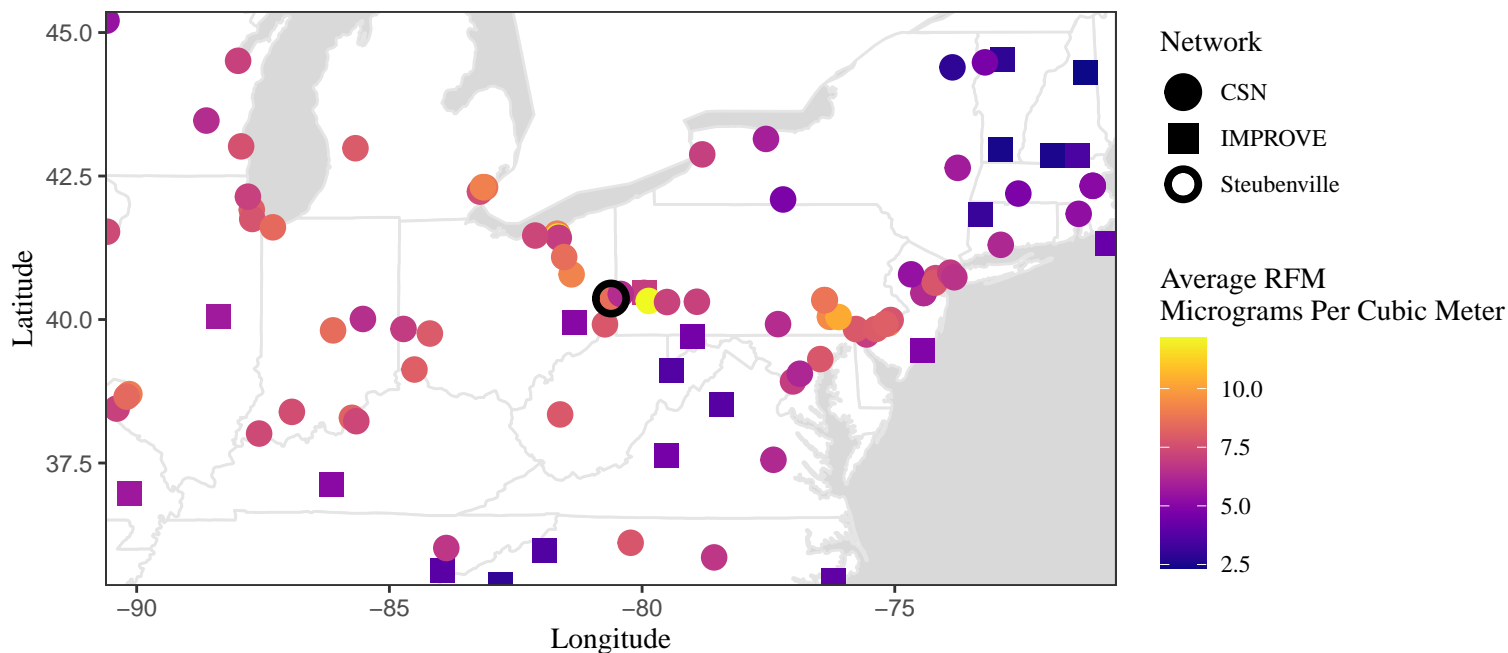 45.0
42.5
40.0
37.5
Latitude
−90
−85
−80
−75
Longitude
Network
CSN
IMPROVE
Steubenville
Average RFM
Micrograms Per Cubic Meter
10.0
7.5
5.0
2.5